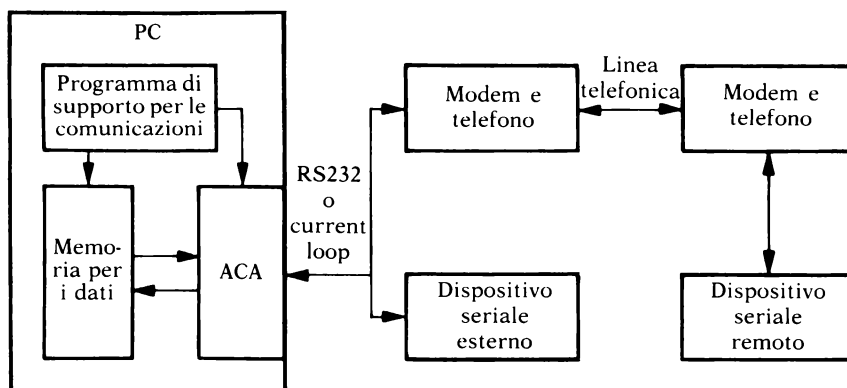 PC
Programma di
supporto per le
comunicazioni
Memo-
ria per
i dati
ACA
RS232
o
current
loop
Modem e
telefono
Linea
telefonica
Modem e
telefono
Dispositivo
seriale
esterno
Dispositivo
seriale
remoto